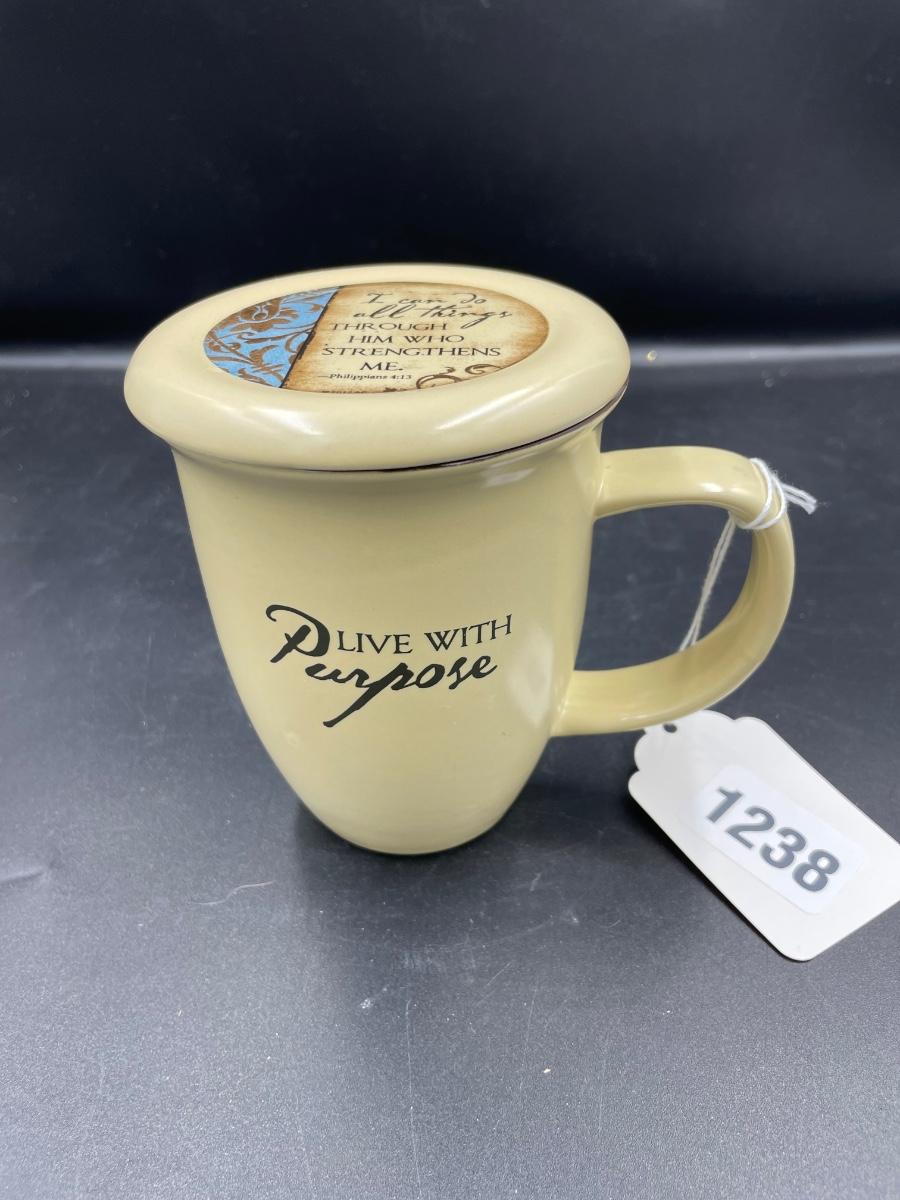 I can do
all things
THROUGH
HIM WHO
STRENGTHENS
ME.
—Philippians 4:13
LIVE WITH
Purpose
1238